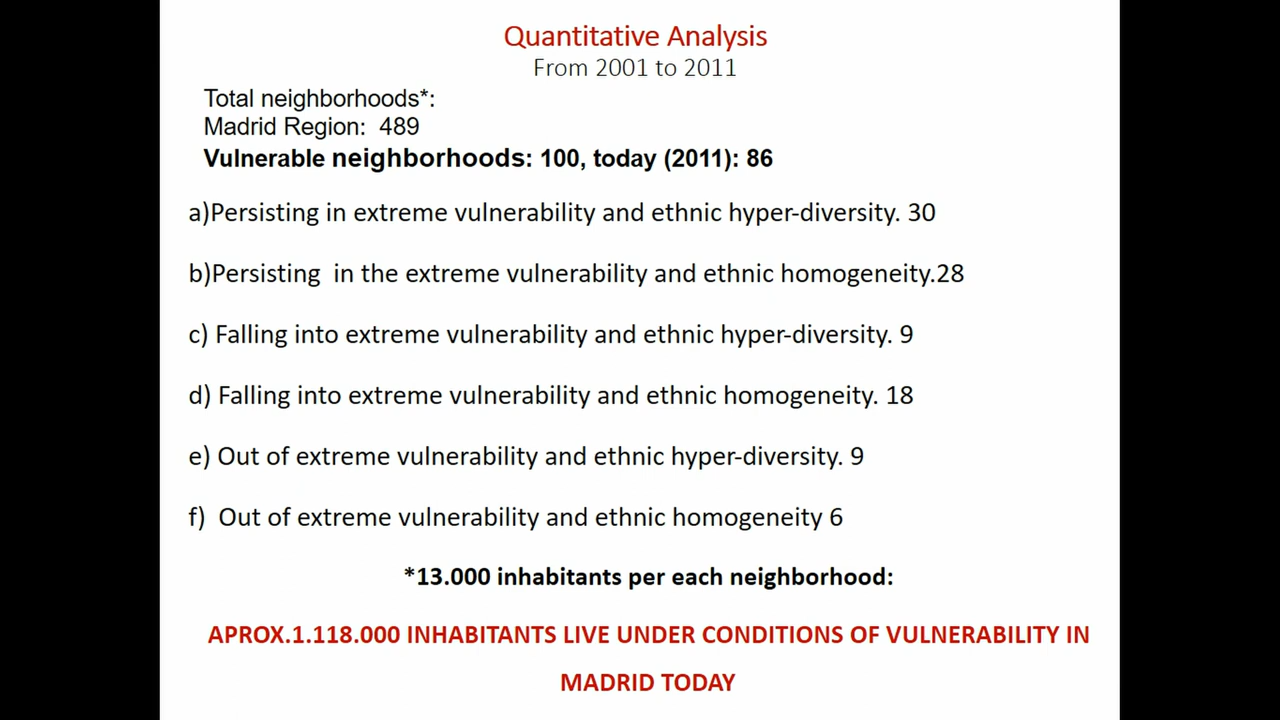 Quantitative Analysis
From 2001 to 2011
Total neighborhoods*:
Madrid Region: 489
Vulnerable neighborhoods: 100, today (2011): 86
a)Persisting in extreme vulnerability and ethnic hyper-diversity. 30
b)Persisting in the extreme vulnerability and ethnic homogeneity.28
c) Falling into extreme vulnerability and ethnic hyper-diversity. 9
d) Falling into extreme vulnerability and ethnic homogeneity. 18
e) Out of extreme vulnerability and ethnic hyper-diversity. 9
f) Out of extreme vulnerability and ethnic homogeneity 6
*13.000 inhabitants per each neighborhood:
APROX.1.118.000 INHABITANTS LIVE UNDER CONDITIONS OF VULNERABILITY IN
MADRID TODAY